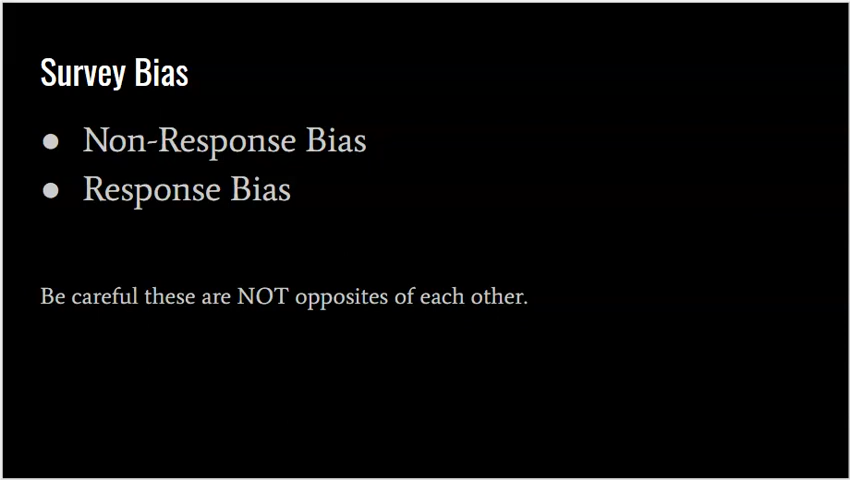 Survey Bias
● Non-Response Bias
● Response Bias
Be careful these are NOT opposites of each other.